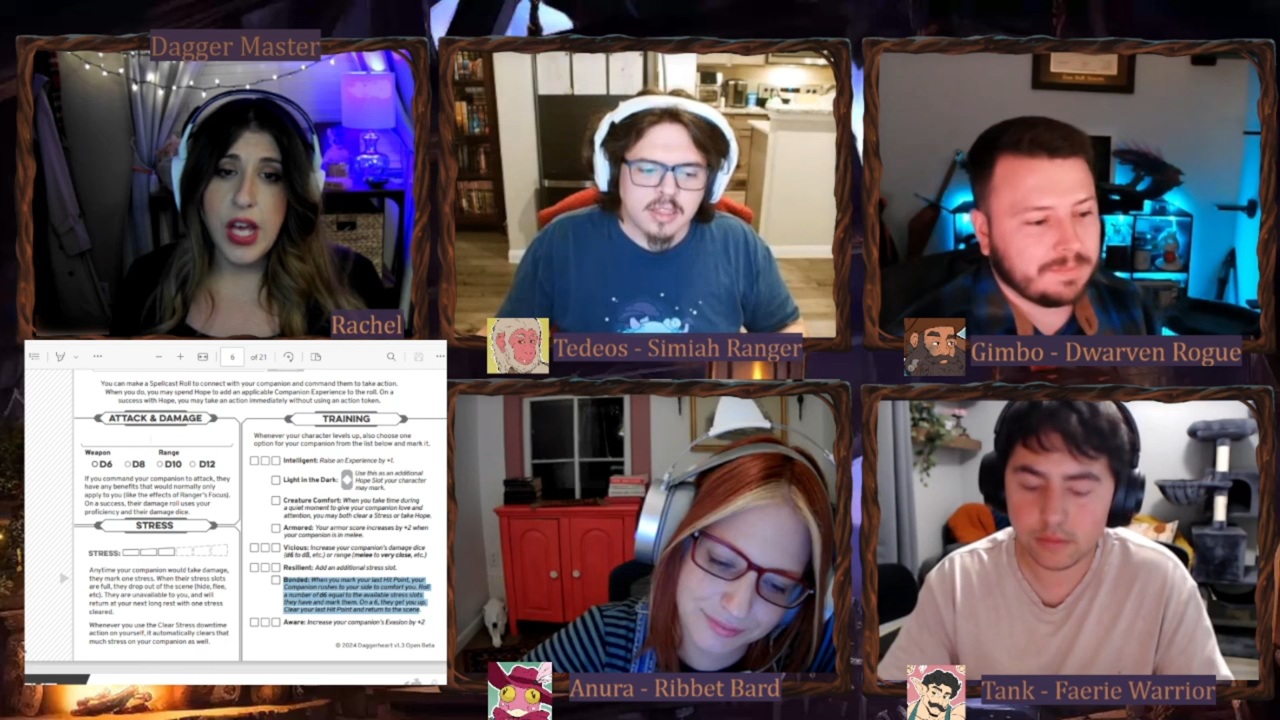 Dagger Master
Rachel
Tedeos - Simiah Ranger
Gimbo - Dwarven Rogue
6 of 21
You can make a Spellcast Roll to connect with your companion and command them to take action.
When you do, you may spend Hope to add an applicable Companion Experience to the roll. On a
success with Hope, you may take an action immediately without using an action token.
ATTACK & DAMAGE
Weapon Range
D6 D8 D10 D12
If you command your companion to attack, they
have any benefits that would normally only
apply to you (like the effects of Ranger's Focus).
On a success, their damage roll uses your
proficiency and their damage dice.
STRESS
STRESS:
Anytime your companion would take damage,
they mark one stress. When their stress slots
are full, they drop out of the scene (hide, flee,
etc). They are unavailable to you, and will
return at your next long rest with one stress
cleared.
Whenever you use the Clear Stress downtime
action on yourself, it automatically clears that
much stress on your companion as well.
TRAINING
Whenever your character levels up, also choose one
option for your companion from the list below and mark it.
Intelligent: Raise an Experience by +1.
Light in the Dark: Use this as an additional
Hope Slot your character
may mark.
Creature Comfort: When you take time during
a quiet moment to give your companion love and
attention, you may both clear a Stress or take Hope.
Armored: Your armor score increases by +2 when
your companion is in melee.
Vicious: Increase your companion's damage dice
(d6 to d8, etc.) or range (melee to very close, etc.)
Resilient: Add an additional stress slot.
Bonded: When you mark your last Hit Point, your
Companion rushes to your side to comfort you. Roll
a number of d6 equal to the available stress slots
they have and mark them. On a 6, they get you up.
Clear your last Hit Point and return to the scene.
Aware: Increase your companion's Evasion by +2
© 2024 Daggerheart v1.3 Open Beta
Anura - Ribbet Bard
Tank - Faerie Warrior